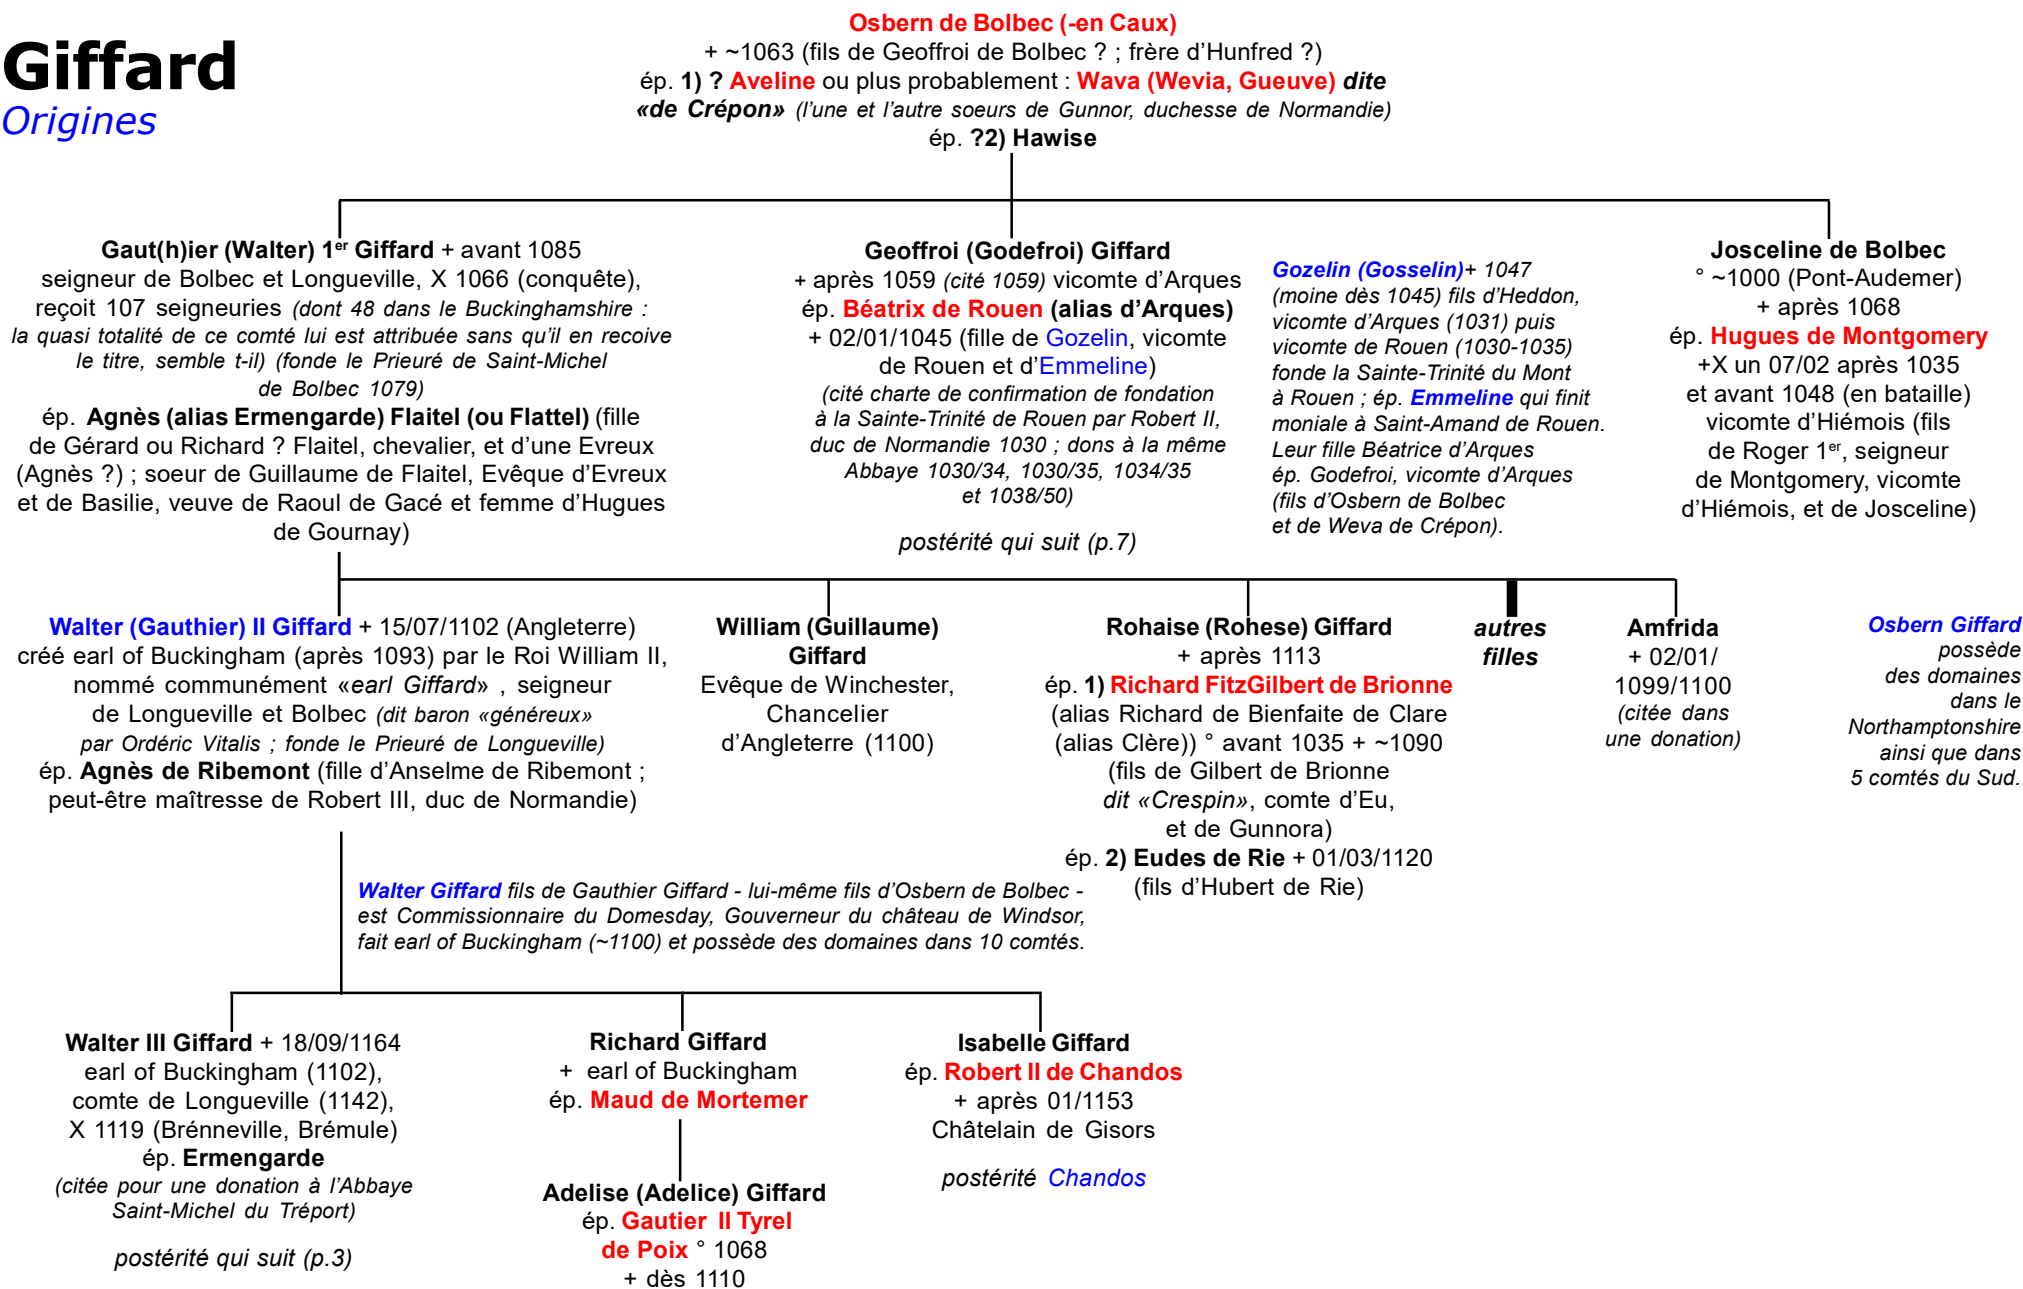 Giffard
Origines
Osbern de Bolbec (-en Caux)
+ ~1063 (fils de Geoffroi de Bolbec ? ; frère d'Hunfred ?)
ép. 1) ? Aveline ou plus probablement : Wava (Wevia, Gueuve) dite
«de Crépon» (l'une et l'autre soeurs de Gunnor, duchesse de Normandie)
ép. ?2) Hawise
Gaut(h)ier (Walter) 1er Giffard + avant 1085
seigneur de Bolbec et Longueville, X 1066 (conquête),
reçoit 107 seigneuries (dont 48 dans le Buckinghamshire :
la quasi totalité de ce comté lui est attribuée sans qu'il en recoive
le titre, semble t-il) (fonde le Prieuré de Saint-Michel
de Bolbec 1079)
ép. Agnès (alias Ermengarde) Flaitel (ou Flattel) (fille
de Gérard ou Richard ? Flaitel, chevalier, et d'une Evreux
(Agnès ?) ; soeur de Guillaume de Flaitel, Evêque d'Evreux
et de Basilie, veuve de Raoul de Gacé et femme d'Hugues
de Gournay)
Geoffroi (Godefroi) Giffard
+ après 1059 (cité 1059) vicomte d'Arques
ép. Béatrix de Rouen (alias d'Arques)
+ 02/01/1045 (fille de Gozelin, vicomte
de Rouen et d'Emmeline)
(cité charte de confirmation de fondation
à la Sainte-Trinité de Rouen par Robert II,
duc de Normandie 1030 ; dons à la même
Abbaye 1030/34, 1030/35, 1034/35
et 1038/50)
postérité qui suit (p.7)
Gozelin (Gosselin)+ 1047
(moine dès 1045) fils d'Heddon,
vicomte d'Arques (1031) puis
vicomte de Rouen (1030-1035)
fonde la Sainte-Trinité du Mont
à Rouen ; ép. Emmeline qui finit
moniale à Saint-Amand de Rouen.
Leur fille Béatrice d'Arques
ép. Godefroi, vicomte d'Arques
(fils d'Osbern de Bolbec
et de Weva de Crépon).
Josceline de Bolbec
° ~1000 (Pont-Audemer)
+ après 1068
ép. Hugues de Montgomery
+X un 07/02 après 1035
et avant 1048 (en bataille)
vicomte d'Hiémois (fils
de Roger 1er, seigneur
de Montgomery, vicomte
d'Hiémois, et de Josceline)
Walter (Gauthier) II Giffard + 15/07/1102 (Angleterre)
créé earl of Buckingham (après 1093) par le Roi William II,
nommé communément «earl Giffard» , seigneur
de Longueville et Bolbec (dit baron «généreux»
par Ordéric Vitalis ; fonde le Prieuré de Longueville)
ép. Agnès de Ribemont (fille d'Anselme de Ribemont ;
peut-être maîtresse de Robert III, duc de Normandie)
William (Guillaume)
Giffard
Evêque de Winchester,
Chancelier
d'Angleterre (1100)
Rohaise (Rohese) Giffard
+ après 1113
ép. 1) Richard FitzGilbert de Brionne
(alias Richard de Bienfaite de Clare
(alias Clère)) ° avant 1035 + ~1090
(fils de Gilbert de Brionne
dit «Crespin», comte d'Eu,
et de Gunnora)
ép. 2) Eudes de Rie + 01/03/1120
(fils d'Hubert de Rie)
autres
filles
Amfrida
+ 02/01/
1099/1100
(citée dans
une donation)
Osbern Giffard
possède
des domaines
dans le
Northamptonshire
ainsi que dans
5 comtés du Sud.
Walter Giffard fils de Gauthier Giffard - lui-même fils d'Osbern de Bolbec -
est Commissionnaire du Domesday, Gouverneur du château de Windsor,
fait earl of Buckingham (~1100) et possède des domaines dans 10 comtés.
Walter III Giffard + 18/09/1164
earl of Buckingham (1102),
comte de Longueville (1142),
X 1119 (Brénneville, Brémule)
ép. Ermengarde
(citée pour une donation à l'Abbaye
Saint-Michel du Tréport)
postérité qui suit (p.3)
Richard Giffard
+ earl of Buckingham
ép. Maud de Mortemer
Adelise (Adelice) Giffard
ép. Gautier II Tyrel
de Poix ° 1068
+ dès 1110
Isabelle Giffard
ép. Robert II de Chandos
+ après 01/1153
Châtelain de Gisors
postérité Chandos